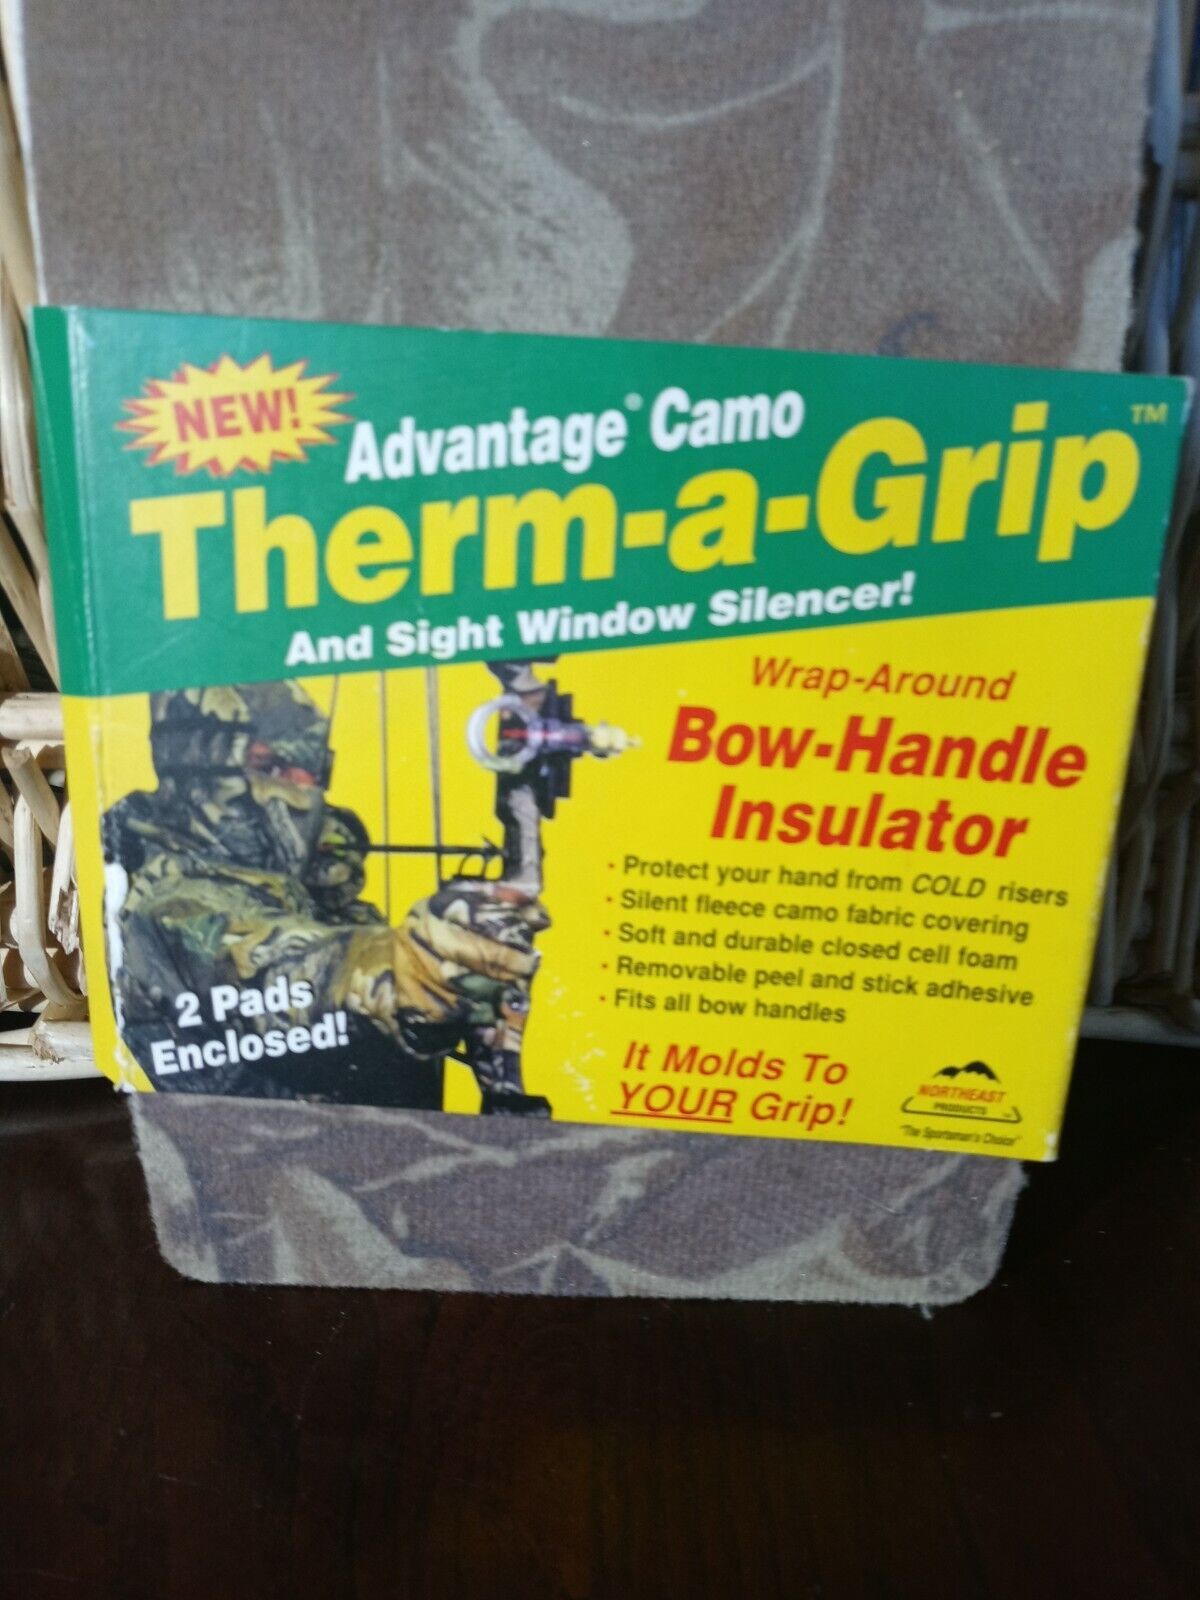 NEW!
Advantage® Camo
Therm-a-Grip™
And Sight Window Silencer!
Wrap-Around
Bow-Handle
Insulator
· Protect your hand from COLD risers
· Silent fleece camo fabric covering
· Soft and durable closed cell foam
· Removable peel and stick adhesive
· Fits all bow handles
2 Pads
Enclosed!
It Molds To
YOUR Grip!
NORTHEAST
PRODUCTS
"The Sportsman's Choice"